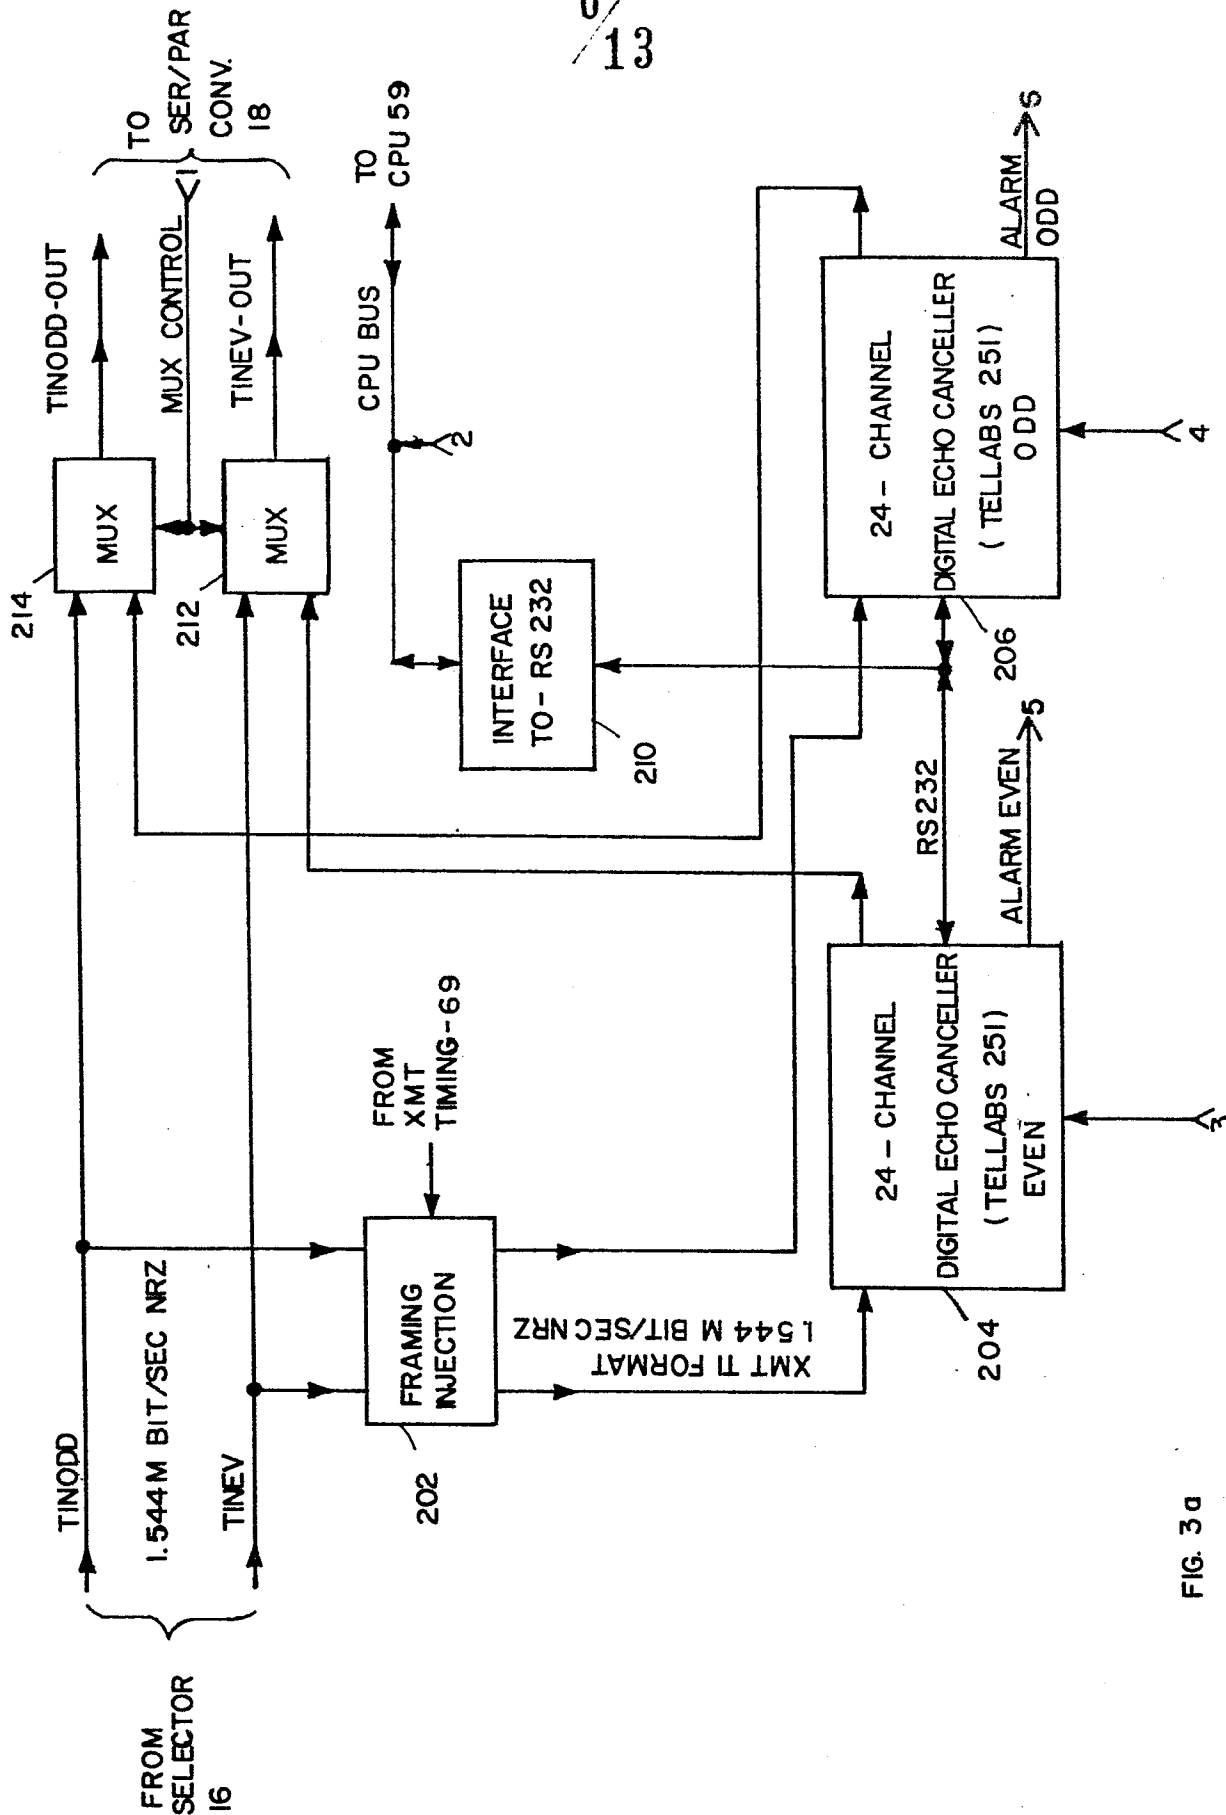 13
FROM
SELECTOR
16
TINODD
1.544M BIT/SEC NRZ
TINEV
202
FRAMING
INJECTION
FROM
XMT
TIMING-69
XMT T1 FORMAT
1.544 M BIT/SEC NRZ
214
MUX
212
MUX
TINODD-OUT
MUX CONTROL
1
TINEV-OUT
TO
SER/PAR
CONV.
18
CPU BUS
TO
CPU 59
2
INTERFACE
TO- RS 232
210
RS232
24 - CHANNEL
DIGITAL ECHO CANCELLER
(TELLABS 251)
EVEN
204
3
ALARM EVEN
5
24 - CHANNEL
DIGITAL ECHO CANCELLER
(TELLABS 251)
ODD
206
4
ALARM
ODD
FIG. 3a